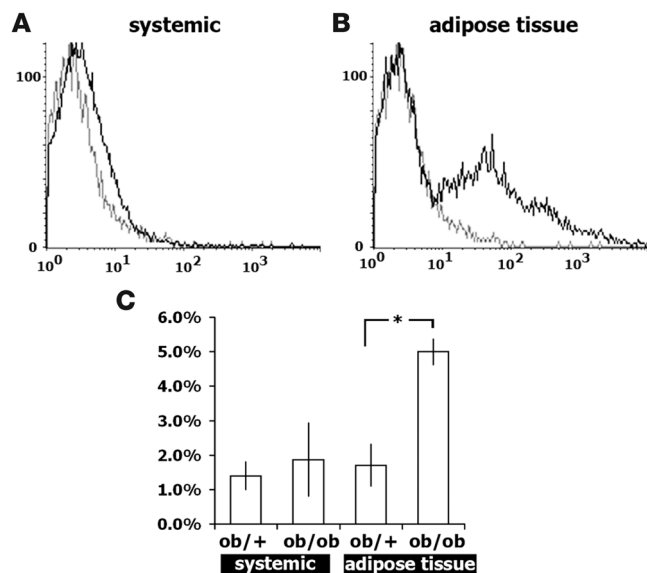 A systemic
100
0
10^0 10^1 10^2 10^3
B adipose tissue
100
0
10^0 10^1 10^2 10^3
C
6.0%
5.0%
4.0%
3.0%
2.0%
1.0%
0.0%
*
ob/+ ob/ob ob/+ ob/ob
systemic adipose tissue